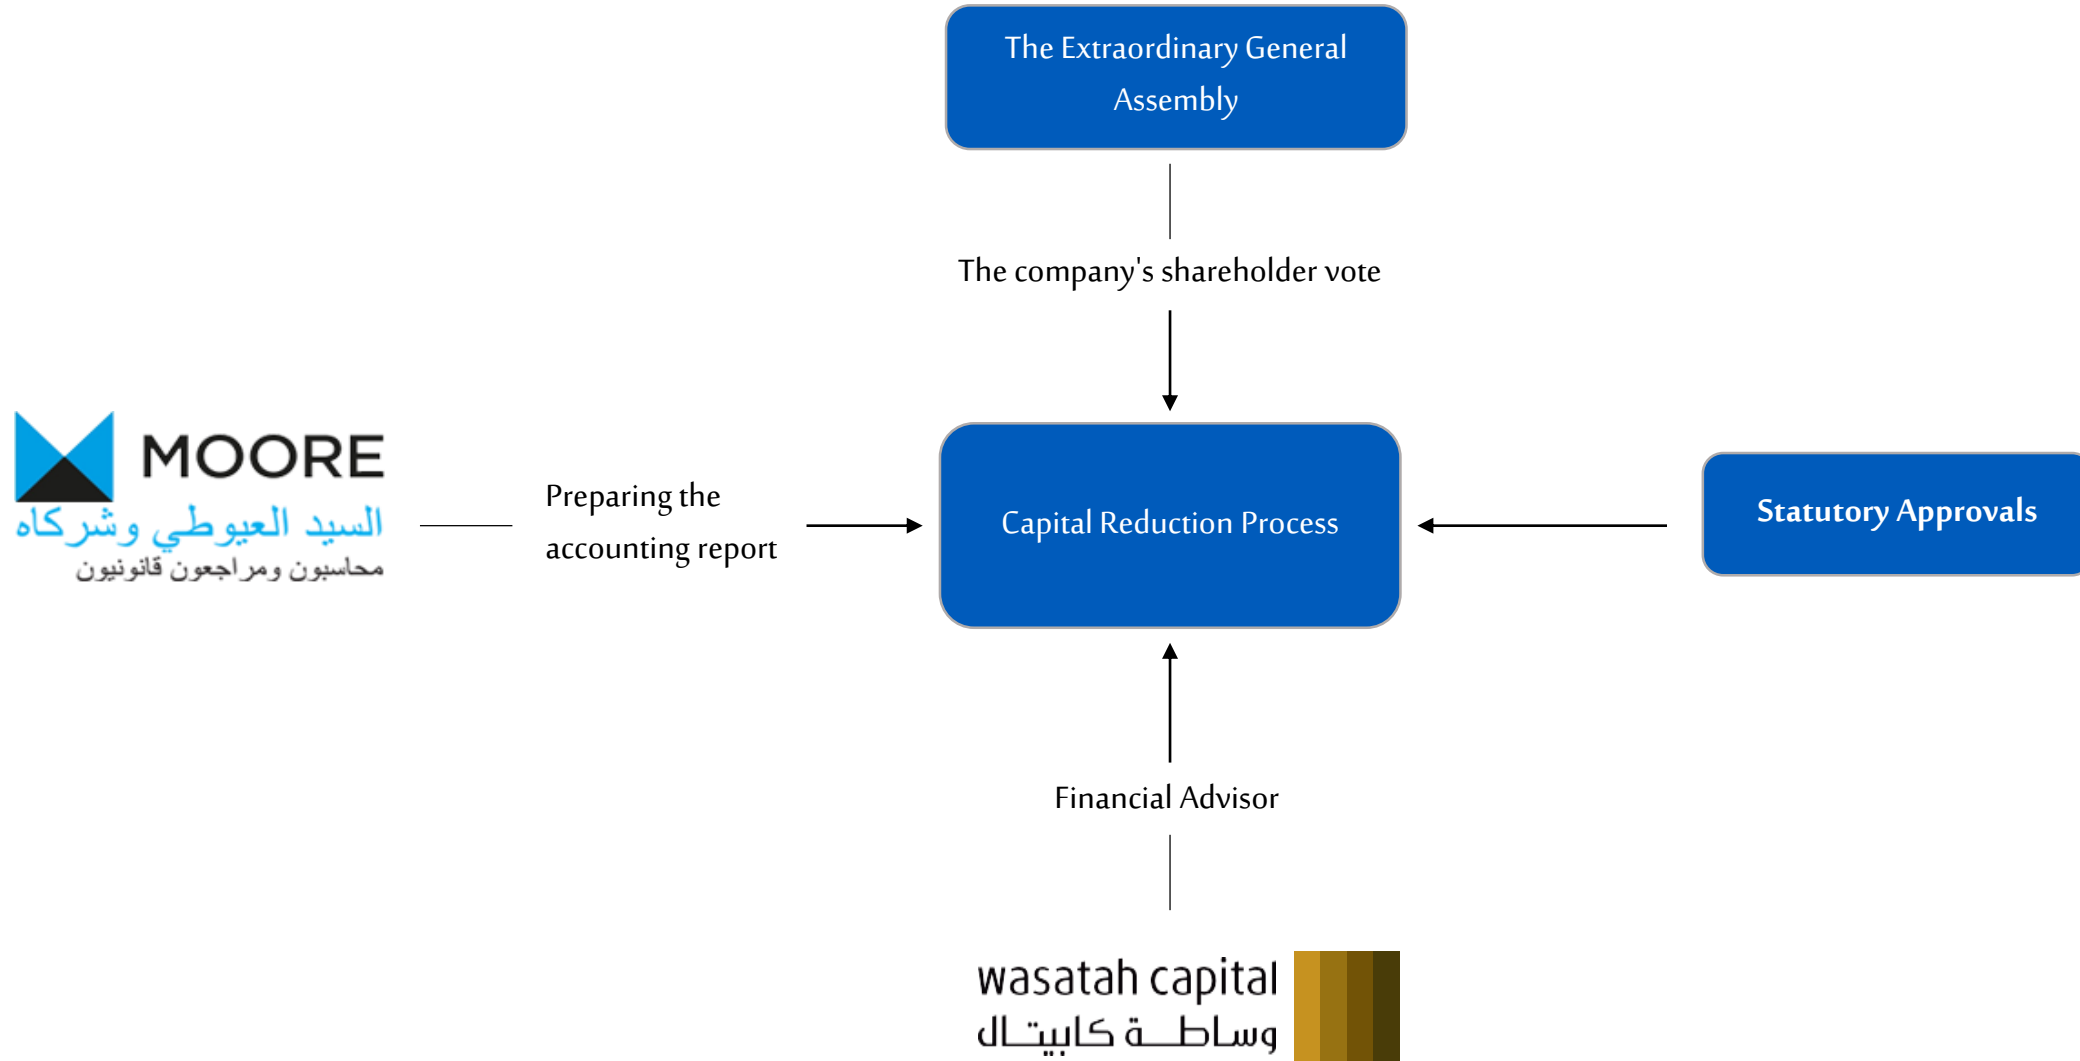 The Extraordinary General
Assembly
The company's shareholder vote
MOORE
السيد العيوطي وشركاه
محاسبون ومراجعون قانونيون
Preparing the
accounting report
Capital Reduction Process
Statutory Approvals
Financial Advisor
wasatah capital
وساطة كابيتال